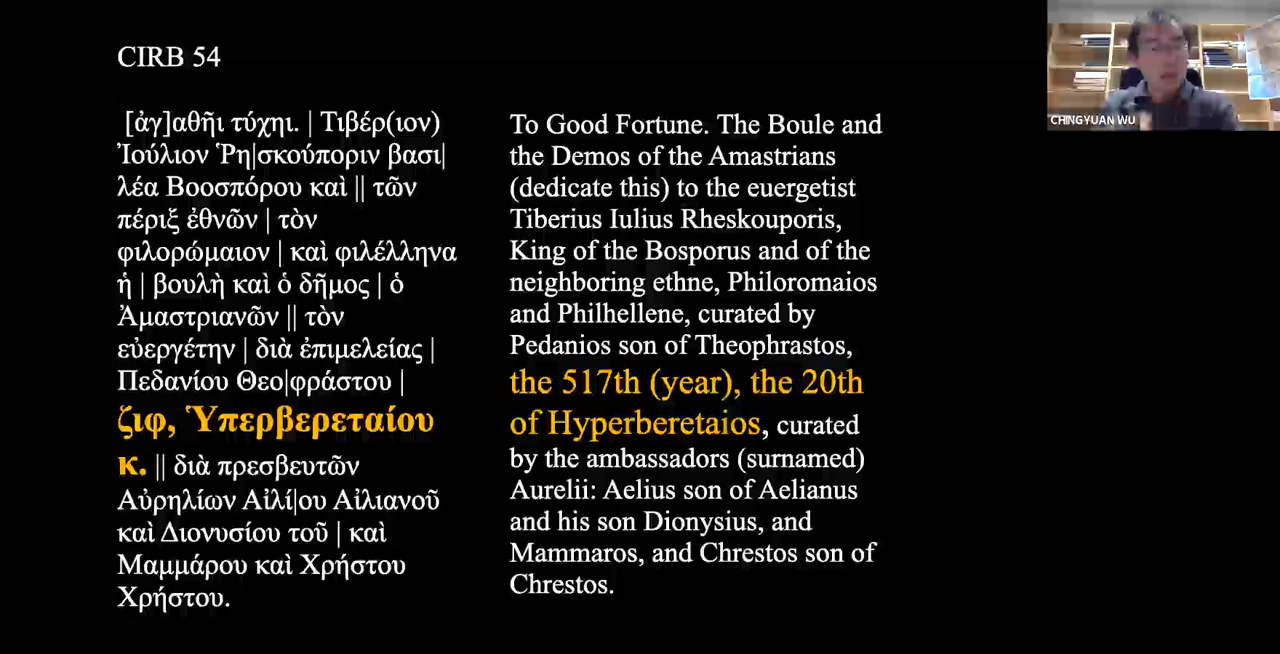 CIRB 54
[ἀγ]αθῆι τύχηι. | Τιβέρ(ιον)
Ἰούλιον Ῥη|σκούποριν βασι|
λέα Βοοσπόρου καὶ || τῶν
πέριξ ἐθνῶν | τὸν
φιλορώμαιον | καὶ φιλέλληνα
ἡ | βουλὴ καὶ ὁ δῆμος | ὁ
Ἀμαστριανῶν || τὸν
εὐεργέτην | διὰ ἐπιμελείας |
Πεδανίου Θεο|φράστου |
ζιφ, Ὑπερβερεταίου
κ. || διὰ πρεσβευτῶν
Αὐρηλίων Αἰλί|ου Αἰλιανοῦ
καὶ Διονυσίου τοῦ | καὶ
Μαμμάρου καὶ Χρήστου
Χρήστου.
To Good Fortune. The Boule and
the Demos of the Amastrians
(dedicate this) to the euergetist
Tiberius Iulius Rheskouporis,
King of the Bosporus and of the
neighboring ethne, Philoromaios
and Philhellene, curated by
Pedanios son of Theophrastos,
the 517th (year), the 20th
of Hyperberetaios, curated
by the ambassadors (surnamed)
Aurelii: Aelius son of Aelianus
and his son Dionysius, and
Mammaros, and Chrestos son of
Chrestos.
CHINGYUAN WU